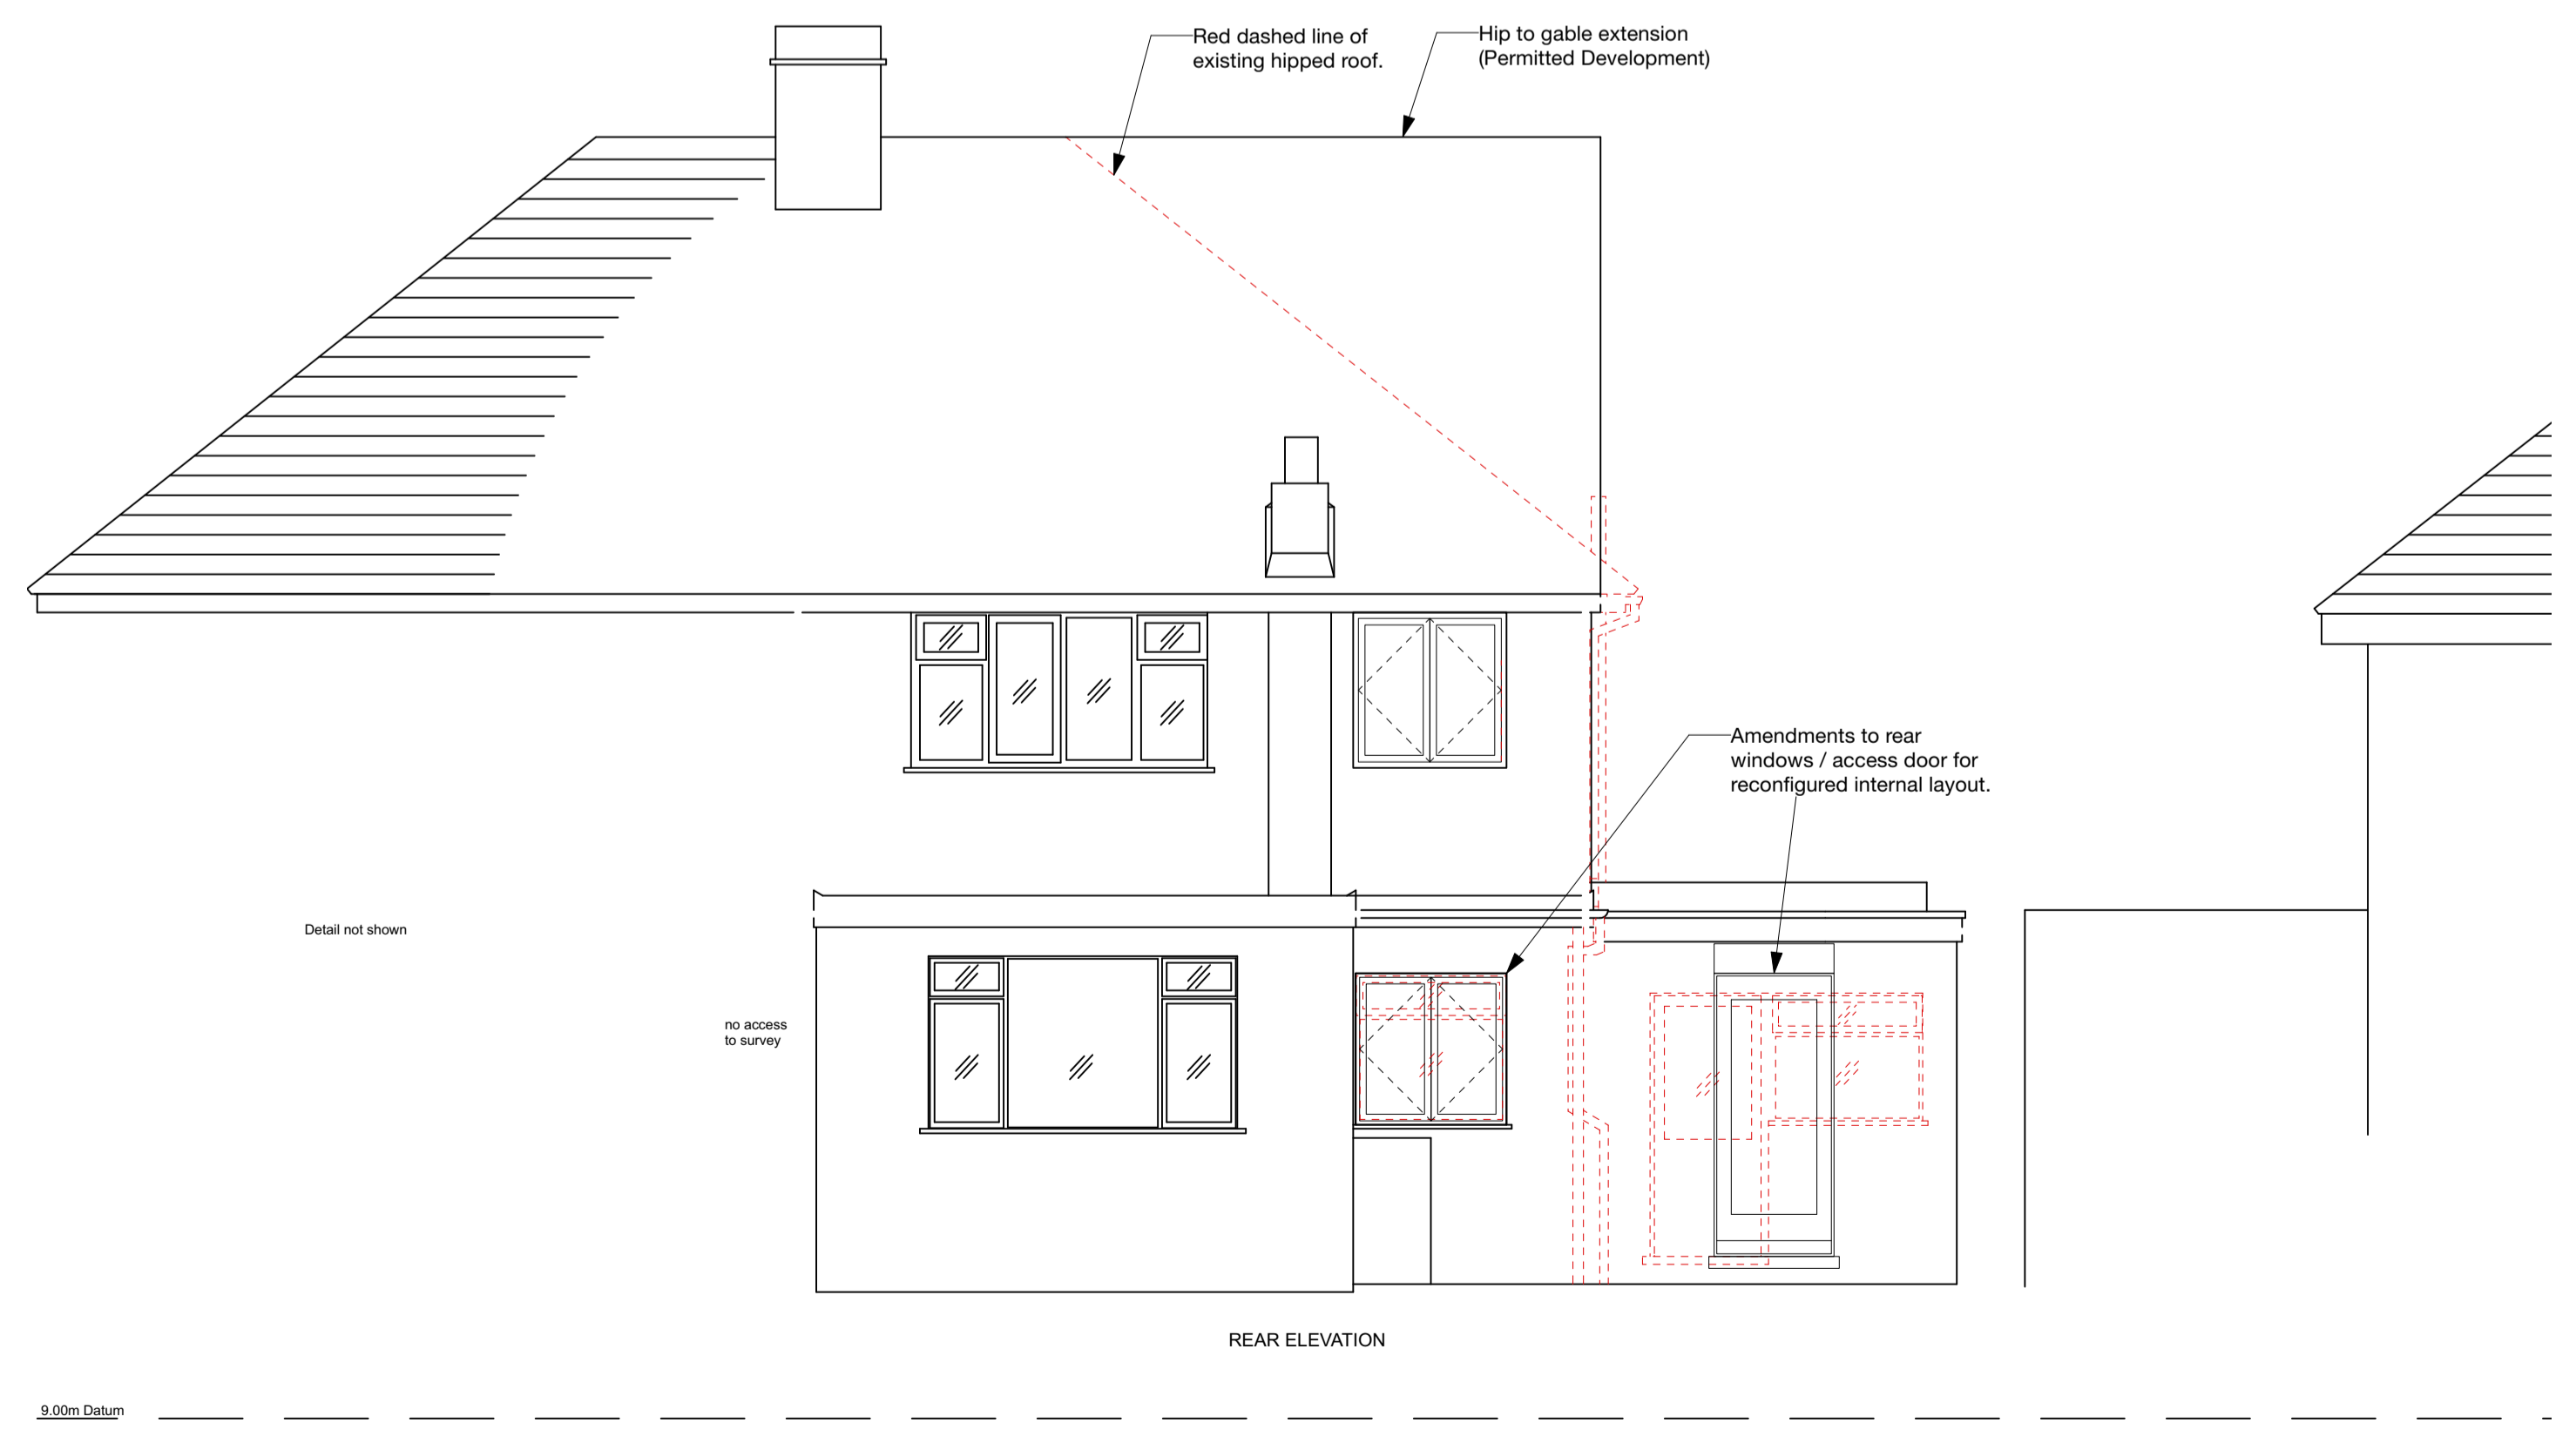 Red dashed line of
existing hipped roof.
Hip to gable extension
(Permitted Development)
Amendments to rear
windows / access door for
reconfigured internal layout.
Detail not shown
no access
to survey
REAR ELEVATION
9.00m Datum